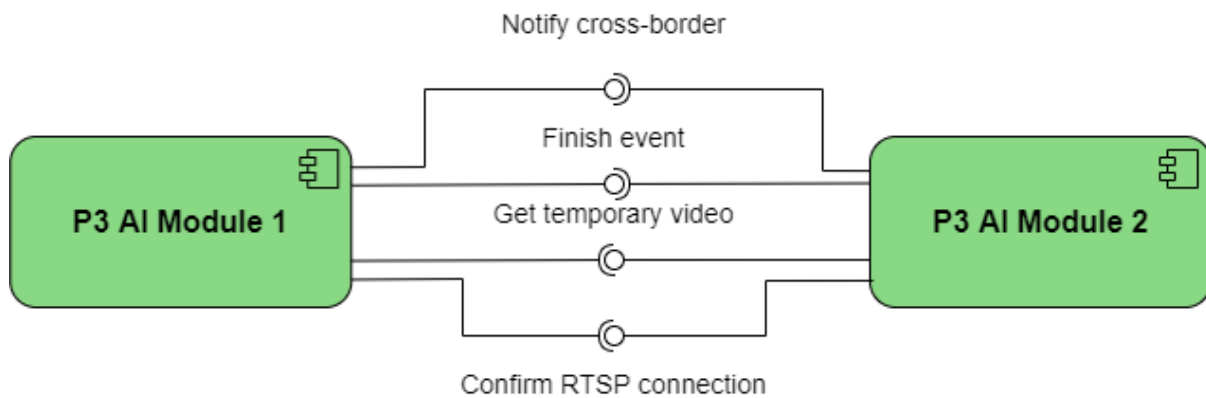 Notify cross-border
Finish event
P3 AI Module 1
Get temporary video
P3 AI Module 2
Confirm RTSP connection